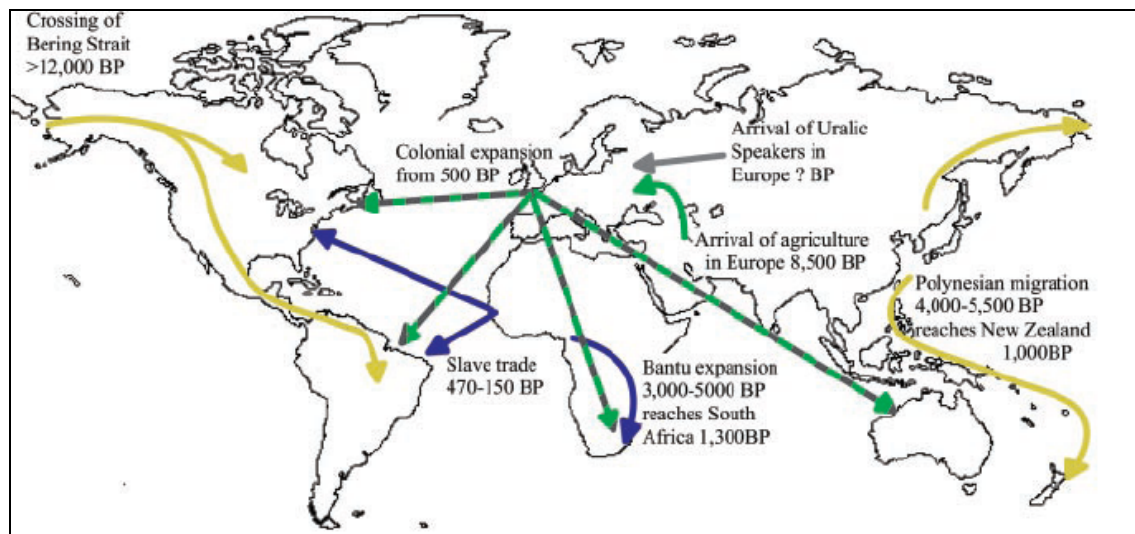 Crossing of
Bering Strait
>12,000 BP
Colonial expansion
from 500 BP
Arrival of Uralic
Speakers in
Europe ? BP
Arrival of agriculture
in Europe 8,500 BP
Polynesian migration
4,000-5,500 BP
reaches New Zealand
1,000BP
Slave trade
470-150 BP
Bantu expansion
3,000-5000 BP
reaches South
Africa 1,300BP